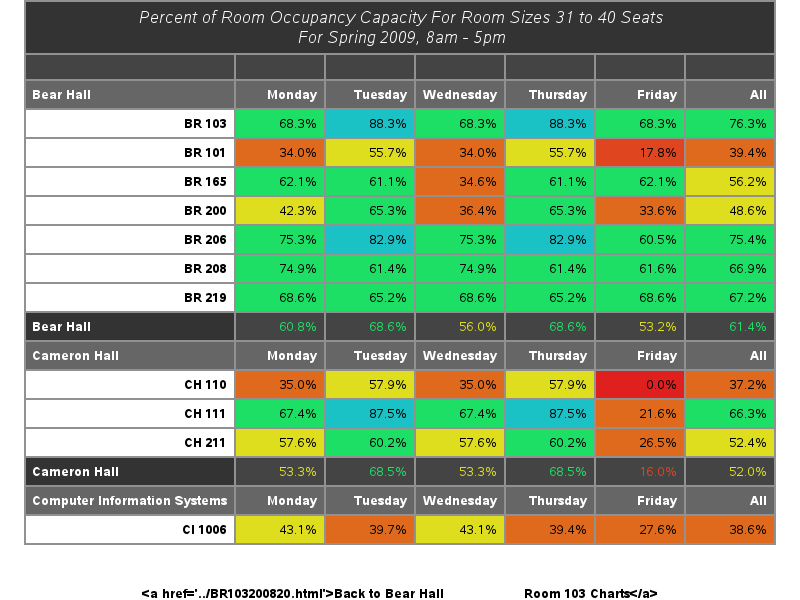 Percent of Room Occupancy Capacity For Room Sizes 31 to 40 Seats
For Spring 2009, 8am - 5pm
Bear Hall Monday Tuesday Wednesday Thursday Friday All
BR 103 68.3% 88.3% 68.3% 88.3% 68.3% 76.3%
BR 101 34.0% 55.7% 34.0% 55.7% 17.8% 39.4%
BR 165 62.1% 61.1% 34.6% 61.1% 62.1% 56.2%
BR 200 42.3% 65.3% 36.4% 65.3% 33.6% 48.6%
BR 206 75.3% 82.9% 75.3% 82.9% 60.5% 75.4%
BR 208 74.9% 61.4% 74.9% 61.4% 61.6% 66.9%
BR 219 68.6% 65.2% 68.6% 65.2% 68.6% 67.2%
Bear Hall 60.8% 68.6% 56.0% 68.6% 53.2% 61.4%
Cameron Hall Monday Tuesday Wednesday Thursday Friday All
CH 110 35.0% 57.9% 35.0% 57.9% 0.0% 37.2%
CH 111 67.4% 87.5% 67.4% 87.5% 21.6% 66.3%
CH 211 57.6% 60.2% 57.6% 60.2% 26.5% 52.4%
Cameron Hall 53.3% 68.5% 53.3% 68.5% 16.0% 52.0%
Computer Information Systems Monday Tuesday Wednesday Thursday Friday All
CI 1006 43.1% 39.7% 43.1% 39.4% 27.6% 38.6%
<a href='../BR103200820.html'>Back to Bear Hall Room 103 Charts</a>